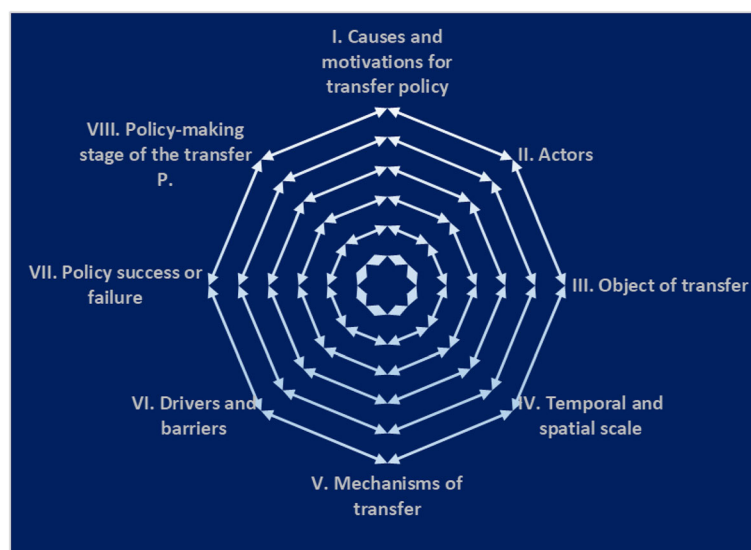 I. Causes and
motivations for
transfer policy
VIII. Policy-making
stage of the transfer
P.
II. Actors
VII. Policy success or
failure
III. Object of transfer
VI. Drivers and
barriers
IV. Temporal and
spatial scale
V. Mechanisms of
transfer